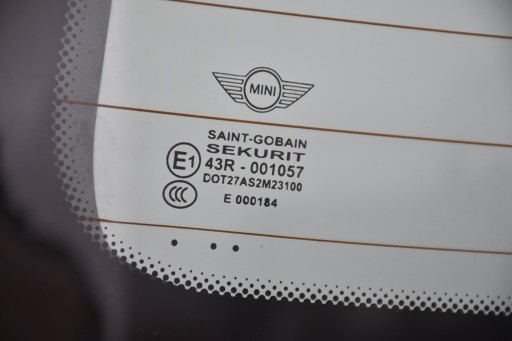 MINI
SAINT-GOBAIN
SEKURIT
E1 43R - 001057
CCC DOT27AS2M23100
E 000184